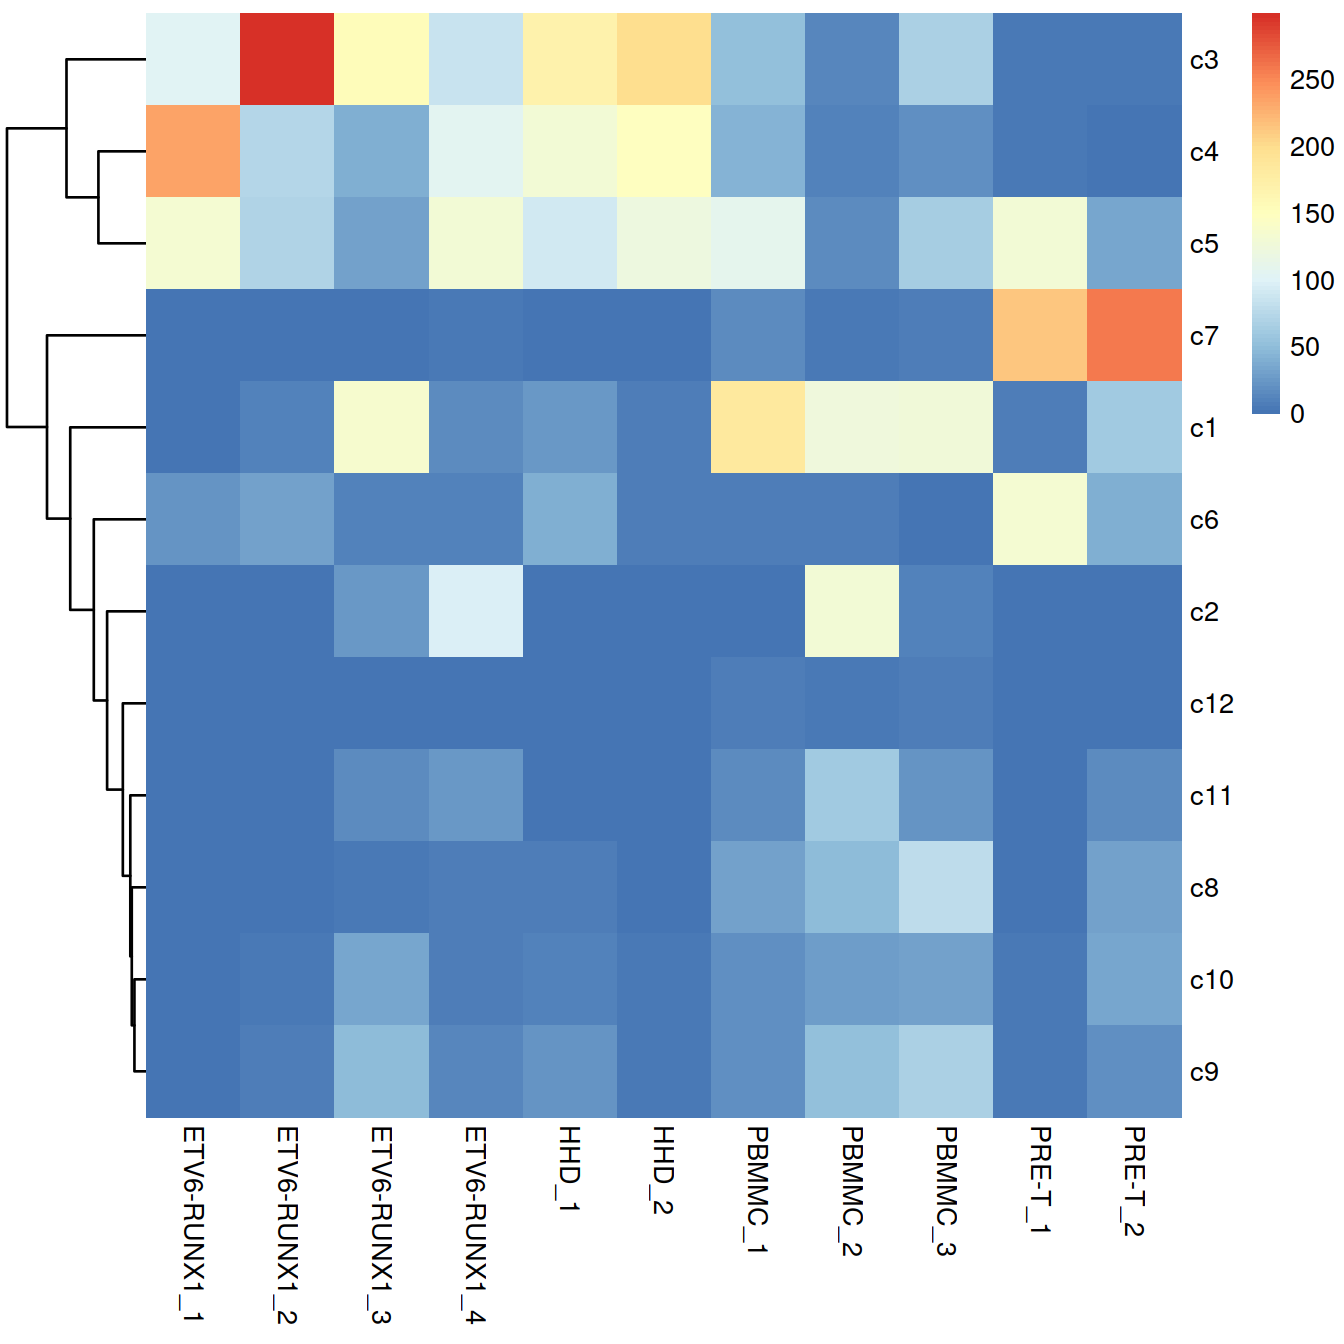 c3
c4
c5
c7
c1
c6
c2
c12
c11
c8
c10
c9
250
200
150
100
50
0
ETV6-RUNX1_1
ETV6-RUNX1_2
ETV6-RUNX1_3
ETV6-RUNX1_4
HHD_1
HHD_2
PBMMC_1
PBMMC_2
PBMMC_3
PRE-T_1
PRE-T_2